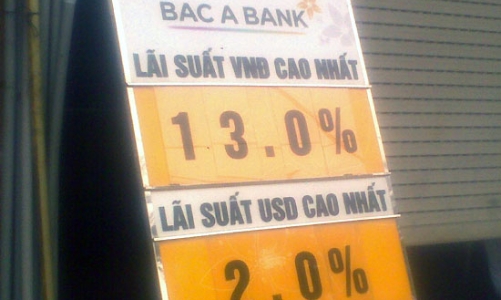 BAC A BANK
LÃI SUẤT VNĐ CAO NHẤT
13.0%
LÃI SUẤT USD CAO NHẤT
2.0%